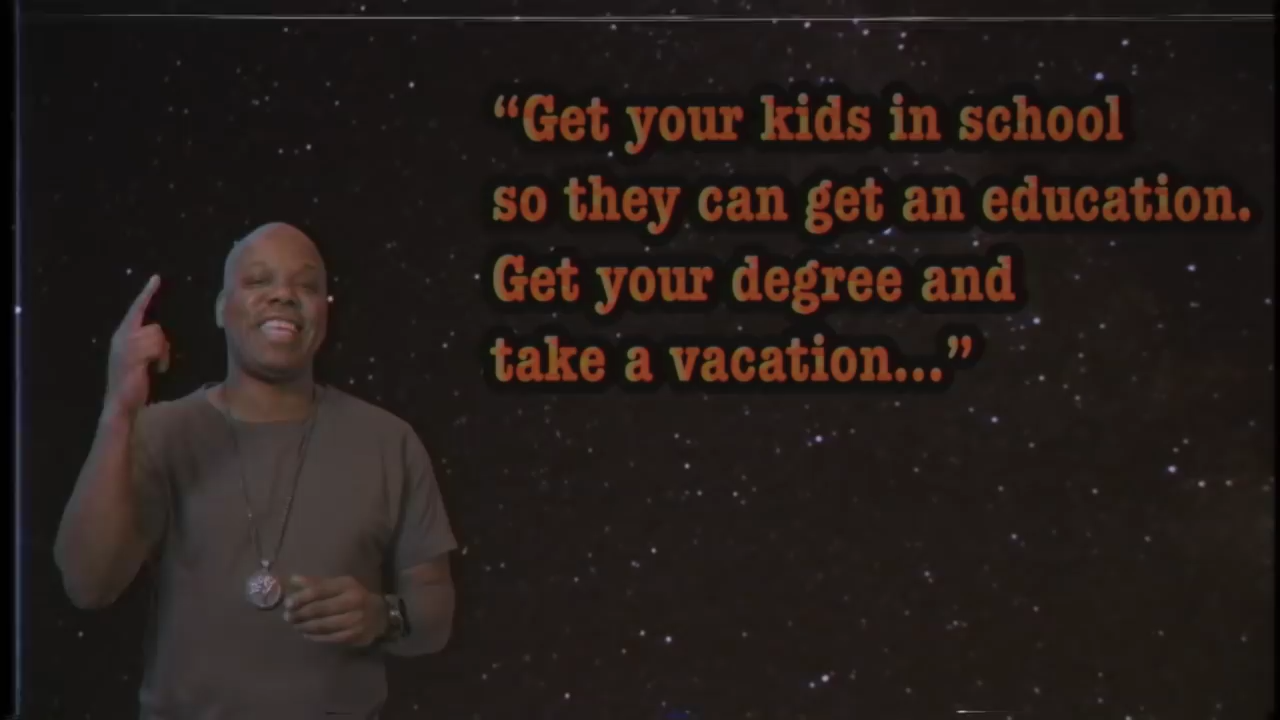 “Get your kids in school
so they can get an education.
Get your degree and
take a vacation...”